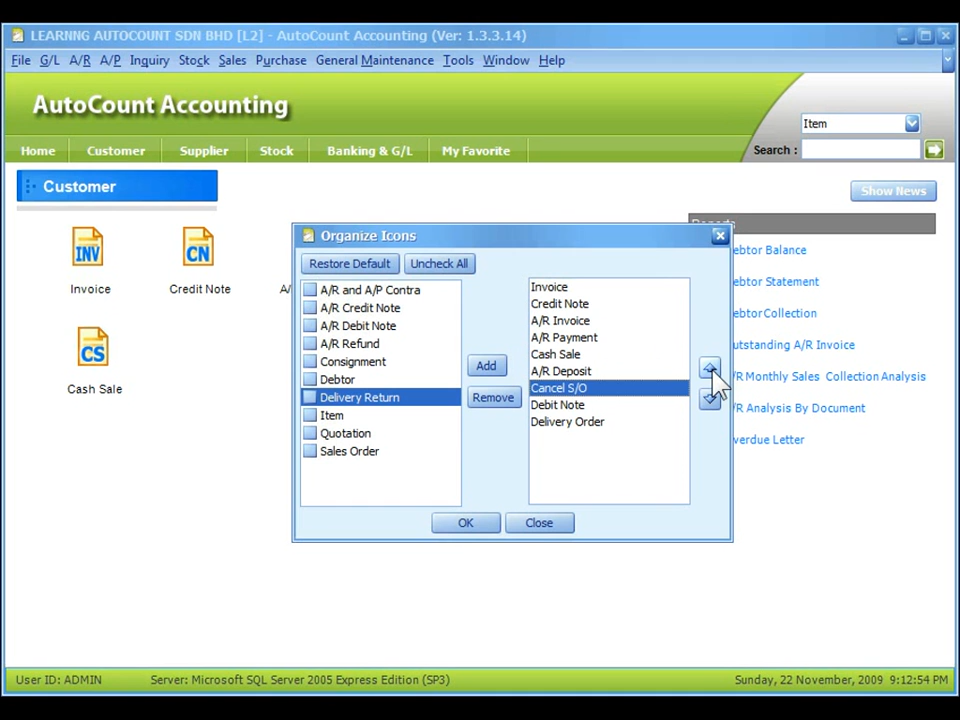 LEARNNG AUTOCOUNT SDN BHD [L2] - AutoCount Accounting (Ver: 1.3.3.14)
File G/L A/R A/P Inquiry Stock Sales Purchase General Maintenance Tools Window Help
AutoCount Accounting
Item
Home Customer Supplier Stock Banking & G/L My Favorite
Search :
Customer
Show News
INV
Invoice
CN
Credit Note
A/
CS
Cash Sale
Organize Icons
Restore Default Uncheck All
A/R and A/P Contra
A/R Credit Note
A/R Debit Note
A/R Refund
Consignment
Debtor
Delivery Return
Item
Quotation
Sales Order
Add
Remove
Invoice
Credit Note
A/R Invoice
A/R Payment
Cash Sale
A/R Deposit
Cancel S/O
Debit Note
Delivery Order
OK Close
ebtor Balance
ebtor Statement
ebtor Collection
utstanding A/R Invoice
/R Monthly Sales Collection Analysis
/R Analysis By Document
verdue Letter
User ID: ADMIN Server: Microsoft SQL Server 2005 Express Edition (SP3) Sunday, 22 November, 2009 9:12:54 PM